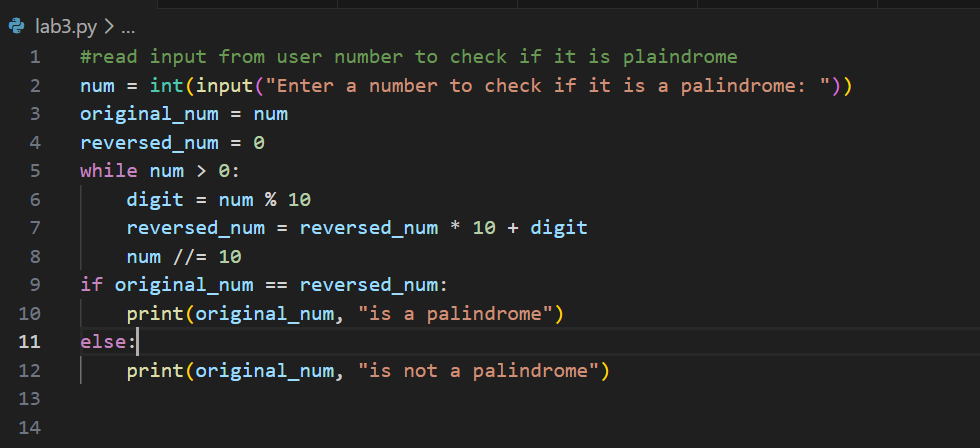 lab3.py > ...
1 #read input from user number to check if it is plaindrome
2 num = int(input("Enter a number to check if it is a palindrome: "))
3 original_num = num
4 reversed_num = 0
5 while num > 0:
6     digit = num % 10
7     reversed_num = reversed_num * 10 + digit
8     num //= 10
9 if original_num == reversed_num:
10     print(original_num, "is a palindrome")
11 else:
12     print(original_num, "is not a palindrome")
13
14